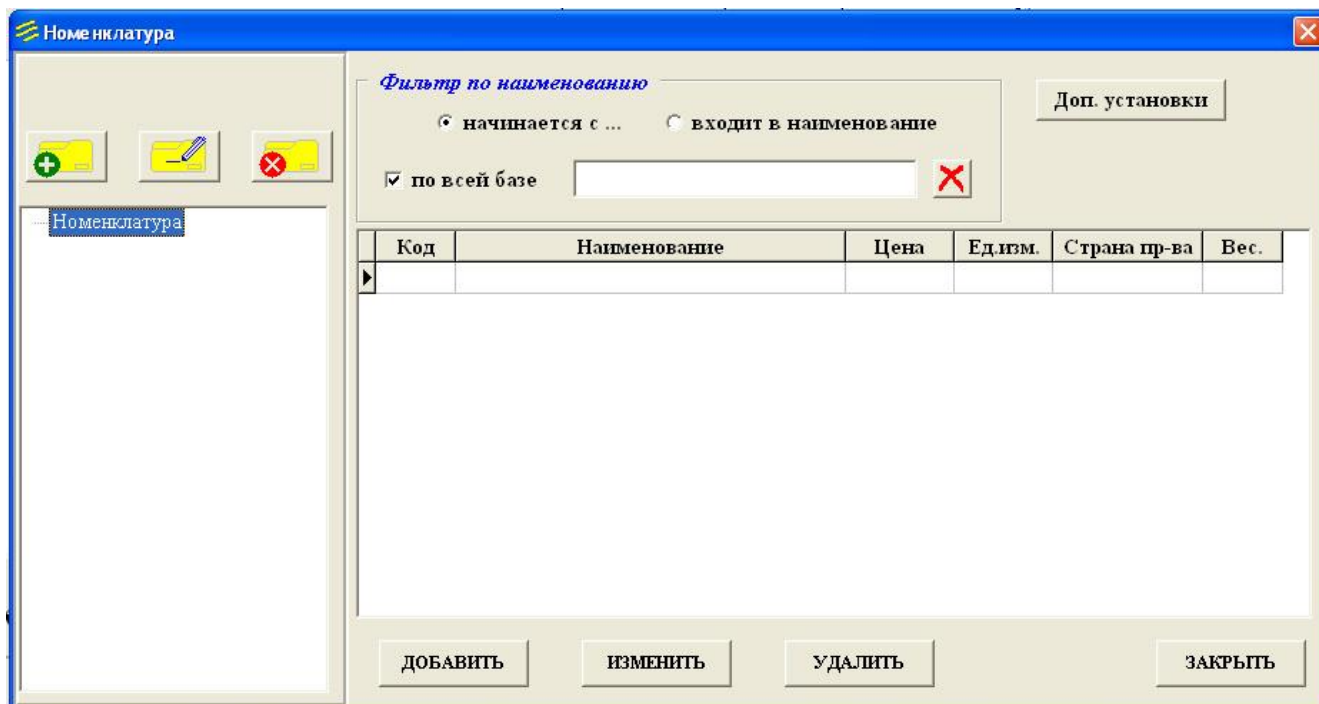 Номенклатура
Фильтр по наименованию
начинается с ... входит в наименование
Доп. установки
по всей базе
Номенклатура
Код Наименование Цена Ед.изм. Страна пр-ва Вес.
ДОБАВИТЬ ИЗМЕНИТЬ УДАЛИТЬ ЗАКРЫТЬ